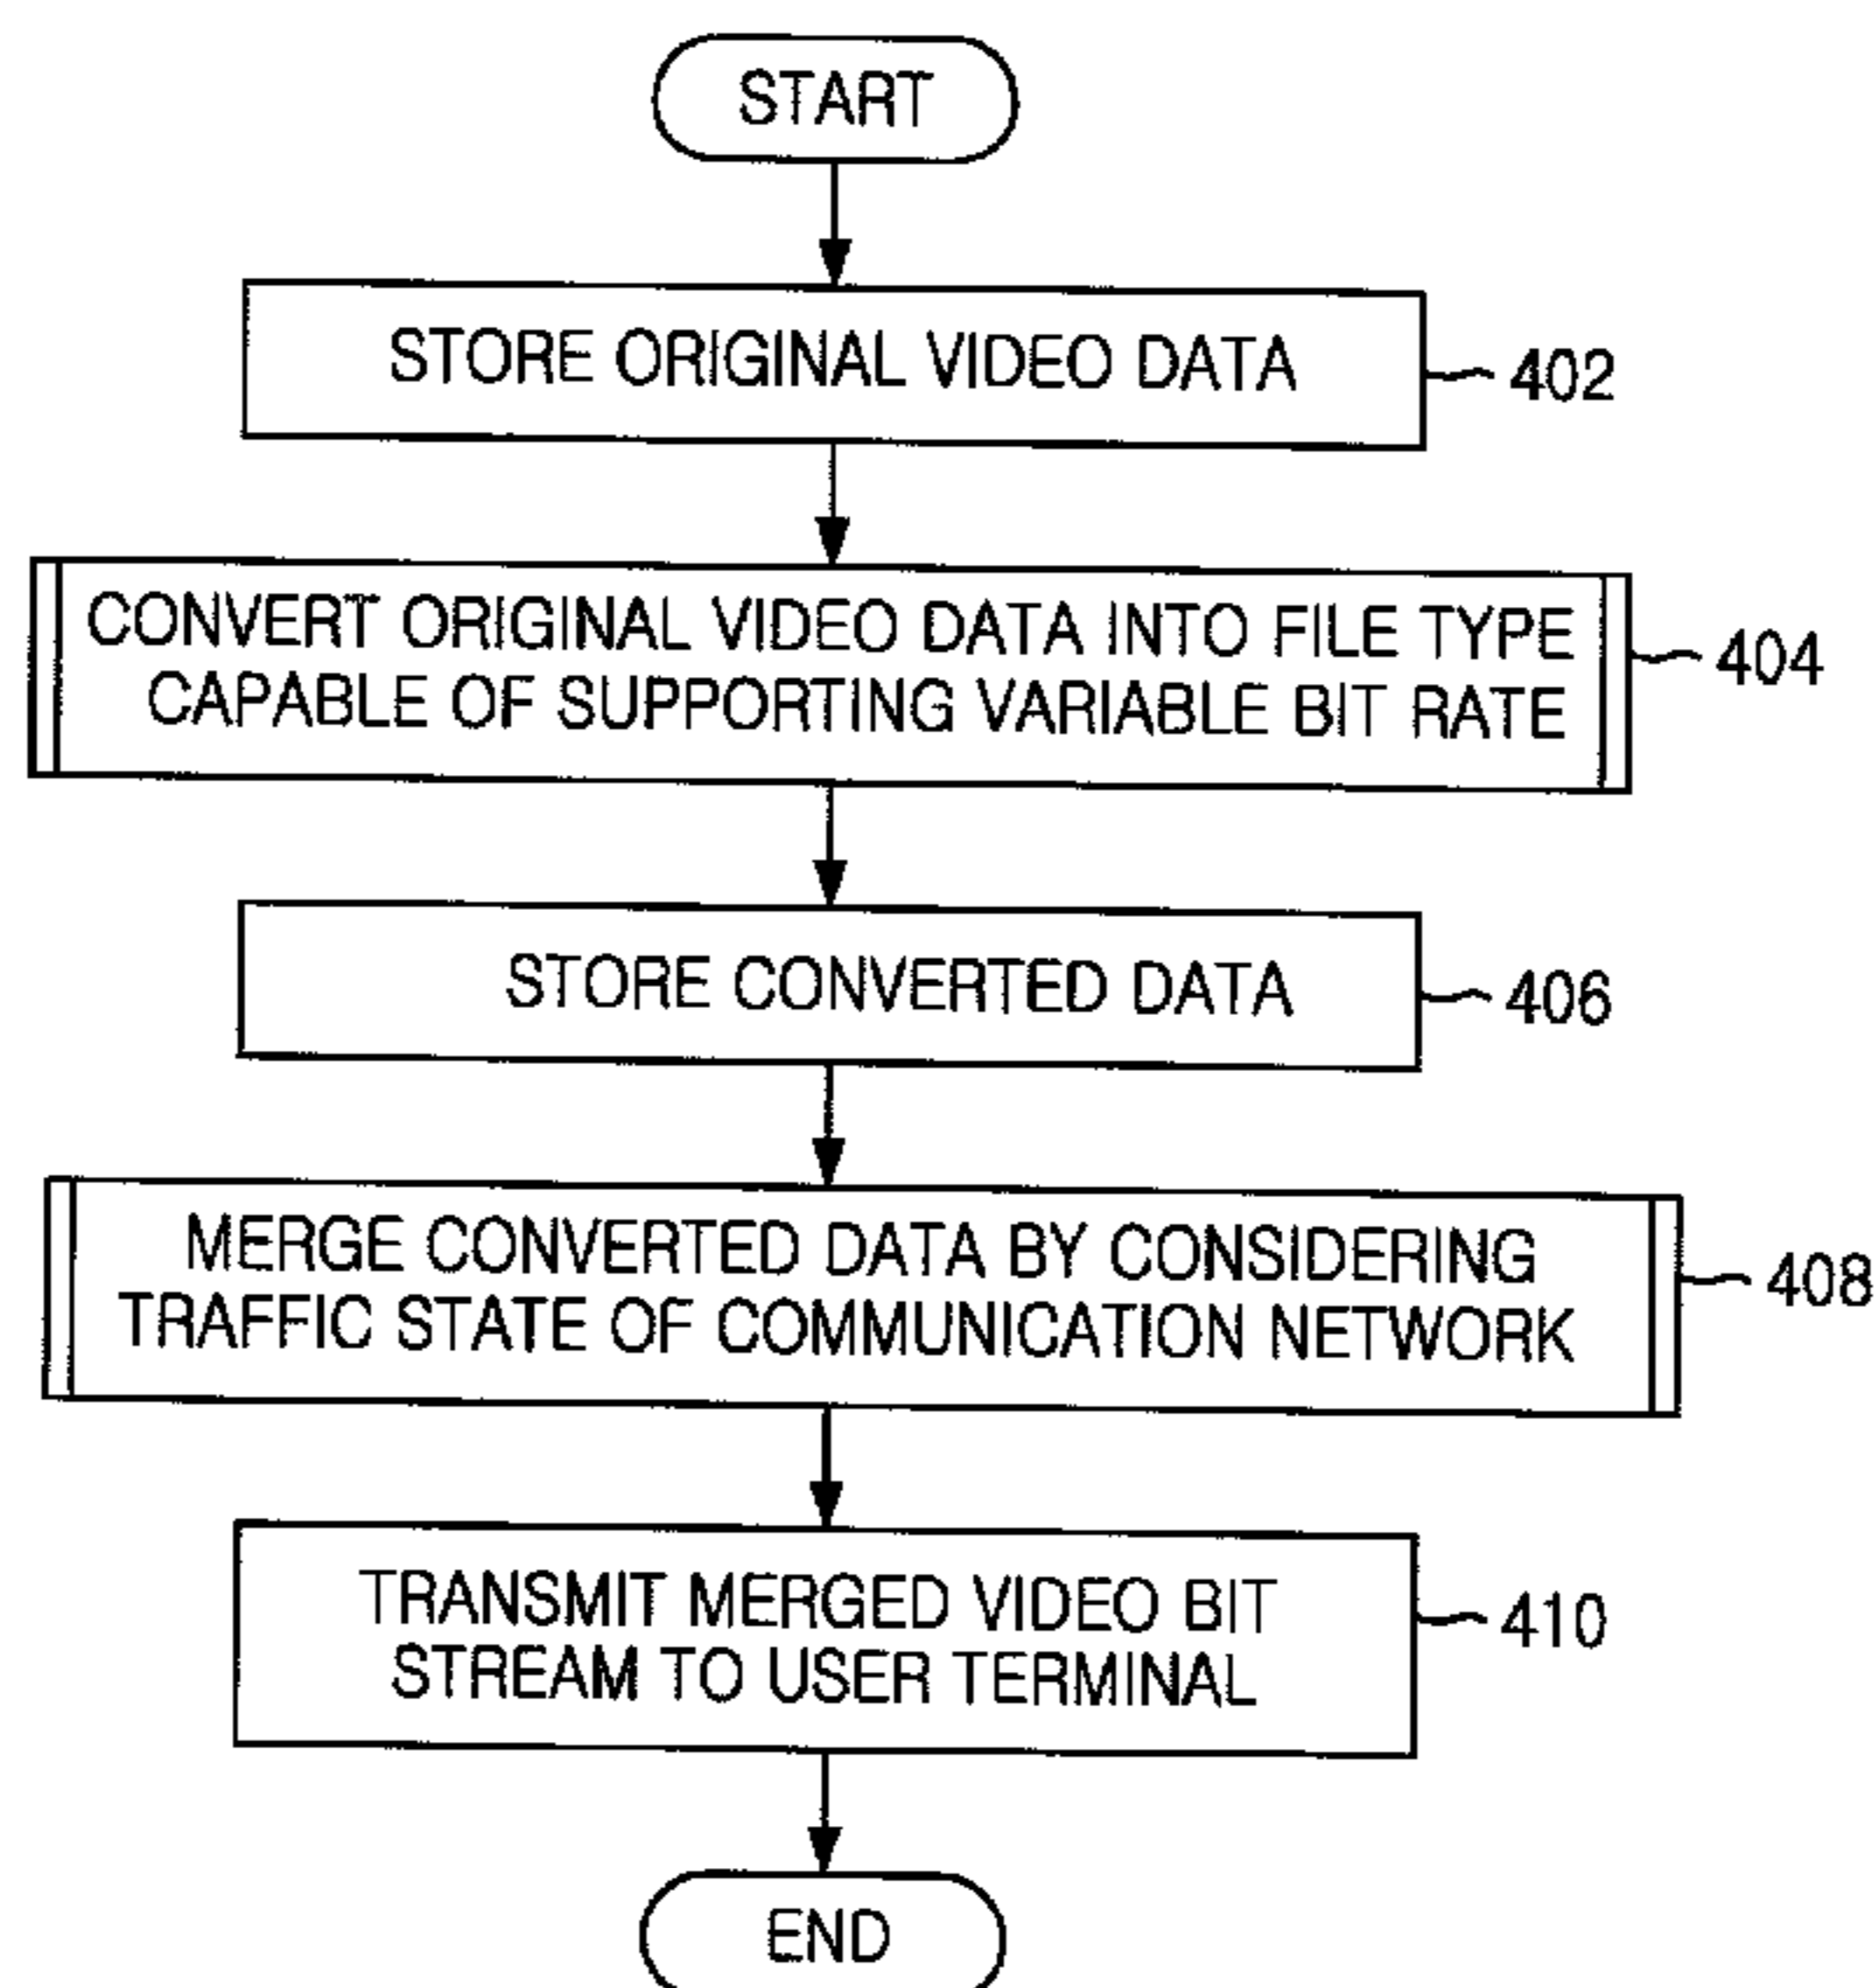 START
STORE ORIGINAL VIDEO DATA
402
CONVERT ORIGINAL VIDEO DATA INTO FILE TYPE
CAPABLE OF SUPPORTING VARIABLE BIT RATE
404
STORE CONVERTED DATA
406
MERGE CONVERTED DATA BY CONSIDERING
TRAFFIC STATE OF COMMUNICATION NETWORK
408
TRANSMIT MERGED VIDEO BIT
STREAM TO USER TERMINAL
410
END